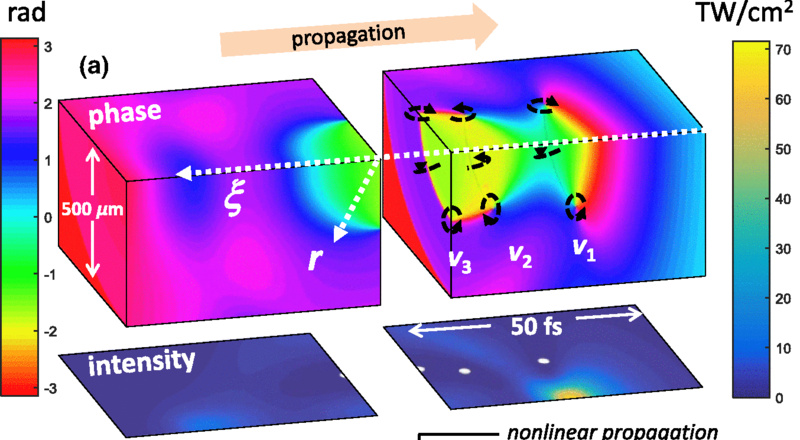 rad
propagation
TW/cm²
(a)
phase
3
2
1
0
-1
-2
-3
500 μm
ξ
r
v₃
v₂
v₁
70
60
50
40
30
20
10
0
50 fs
intensity
nonlinear propagation